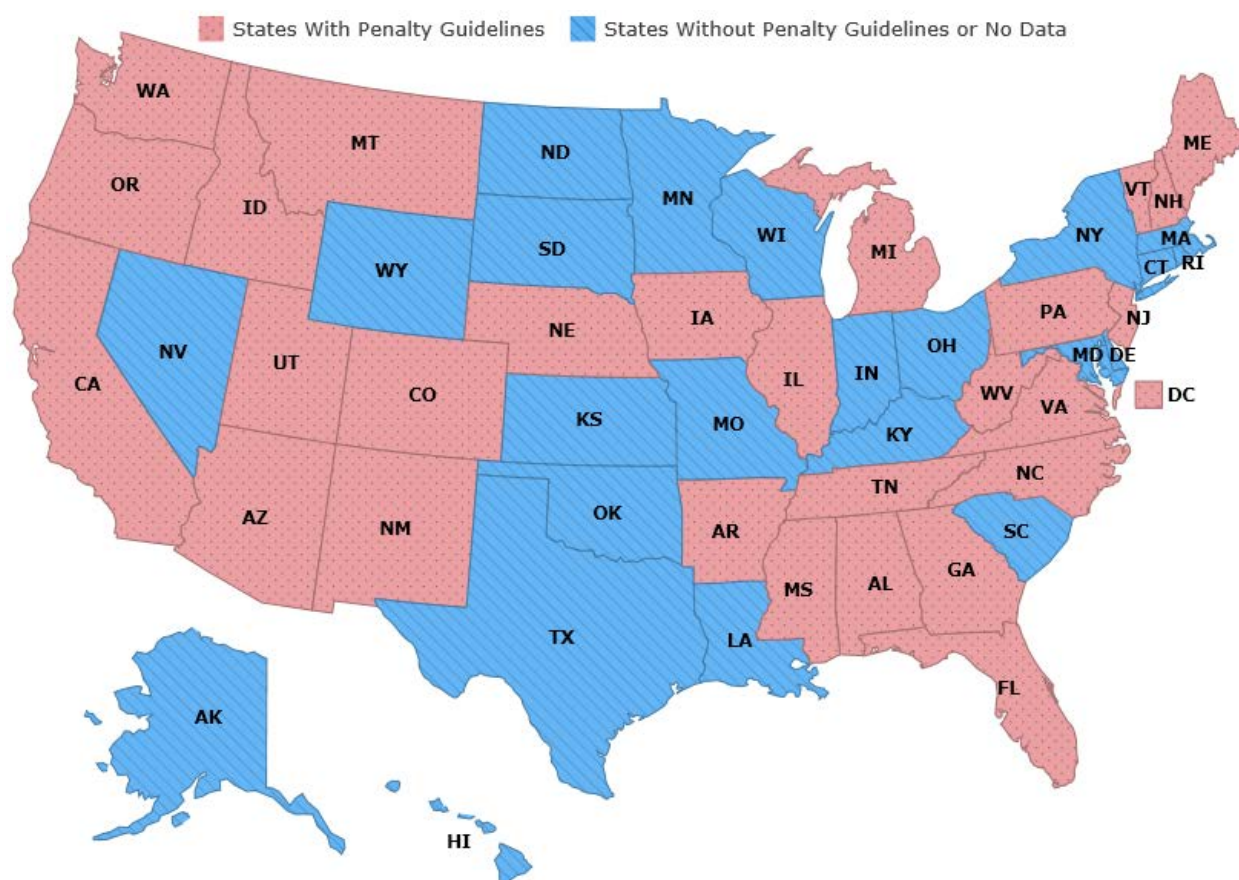 States With Penalty Guidelines
States Without Penalty Guidelines or No Data
WA
MT
ND
MN
ME
VT
NH
OR
ID
SD
WI
NY
MA
CT
RI
WY
MI
NV
UT
NE
IA
PA
NJ
CA
CO
IL
IN
OH
MD
DE
WV
VA
DC
KS
MO
KY
AZ
NM
OK
AR
TN
NC
SC
MS
AL
GA
TX
LA
FL
AK
HI